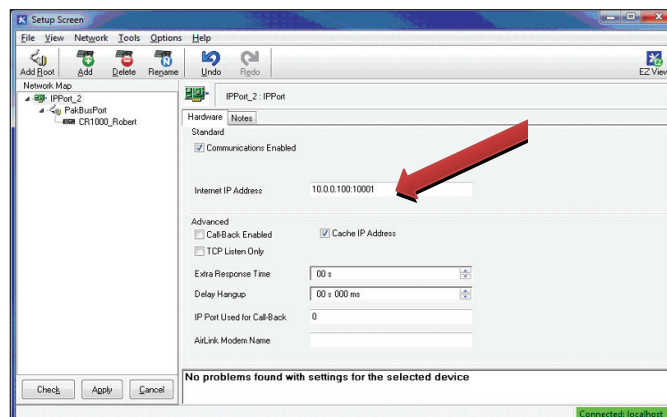 Setup Screen
File View Network Tools Options Help
Add Root Add Delete Rename Undo Redo EZ View
Network Map
IPPort_2
PakBusPort
CR1000_Robert
IPPort_2 : IPPort
Hardware Notes
Standard
Communications Enabled
Internet IP Address 10.0.0.100:10001
Advanced
Call-Back Enabled Cache IP Address
TCP Listen Only
Extra Response Time 00 s
Delay Hangup 00 s 000 ms
IP Port Used for Call-Back 0
AirLink Modem Name
No problems found with settings for the selected device
Check Apply Cancel
Connected: localhost